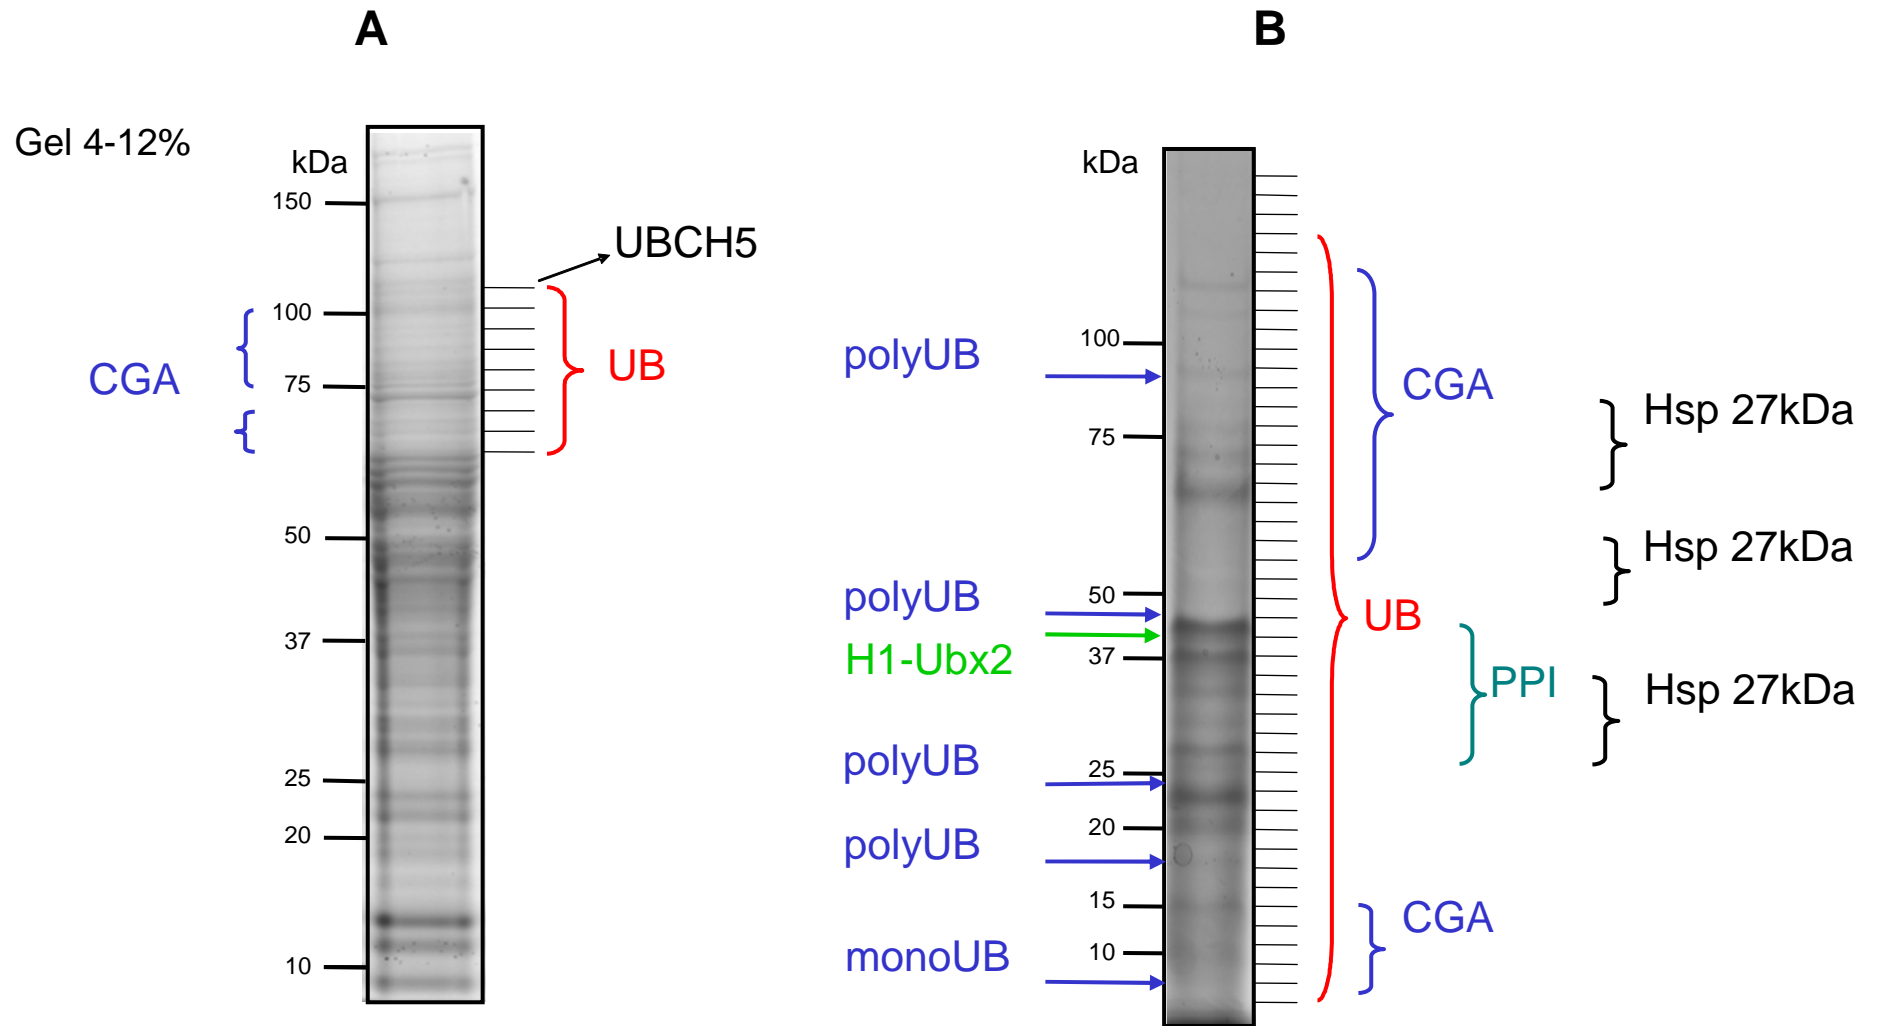 A
Gel 4-12%
kDa
150
UBCH5
100
CGA
75
UB
50
37
25
20
10
B
kDa
100
polyUB
CGA
75
Hsp 27kDa
50
polyUB
Hsp 27kDa
UB
H1-Ubx2
37
PPI
Hsp 27kDa
25
polyUB
20
polyUB
15
CGA
10
monoUB